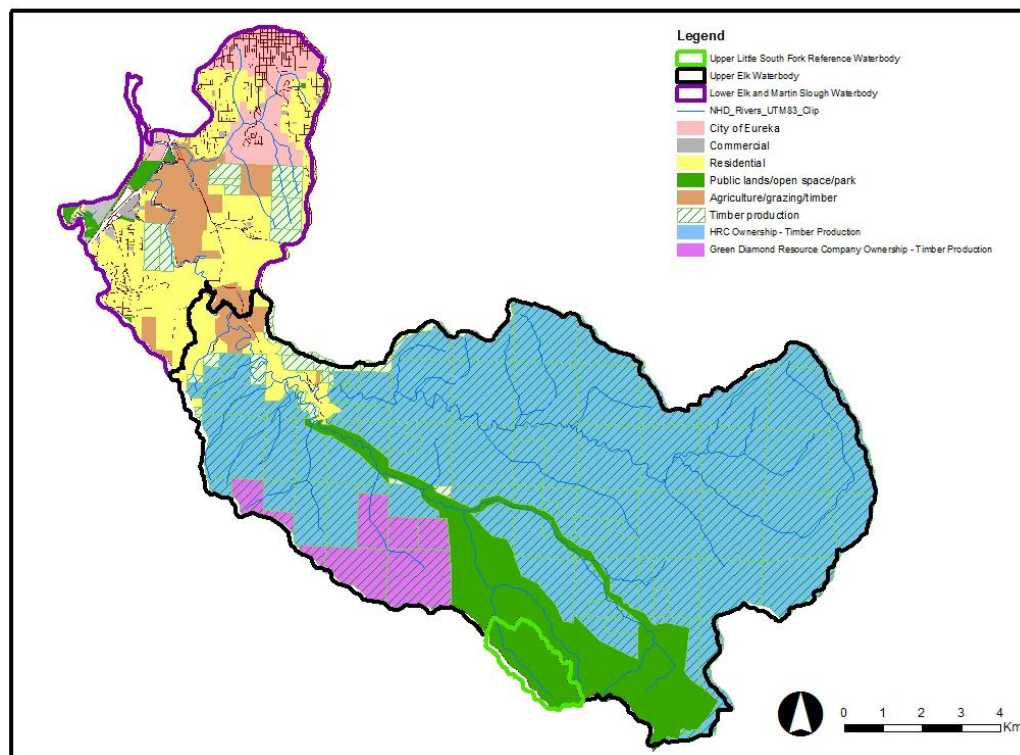 Legend
Upper Little South Fork Reference Waterbody
Upper Elk Waterbody
Lower Elk and Martin Slough Waterbody
NHD_Rivers_UTM83_Clip
City of Eureka
Commercial
Residential
Public lands/open space/park
Agriculture/grazing/timber
Timber production
HRC Ownership - Timber Production
Green Diamond Resource Company Ownership - Timber Production
0 1 2 3 4
Km